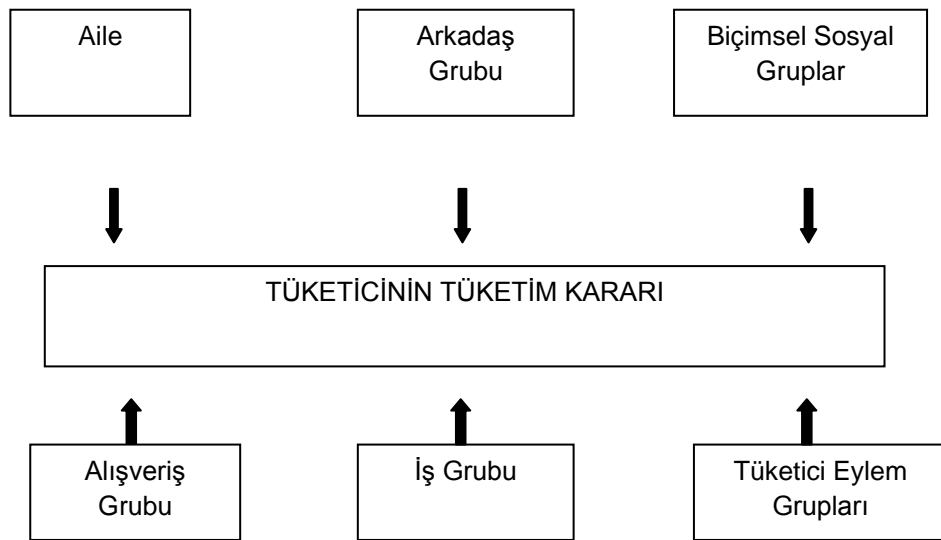 Aile
Arkadaş
Grubu
Biçimsel Sosyal
Gruplar
TÜKETİCİNİN TÜKETİM KARARI
Alışveriş
Grubu
İş Grubu
Tüketici Eylem
Grupları